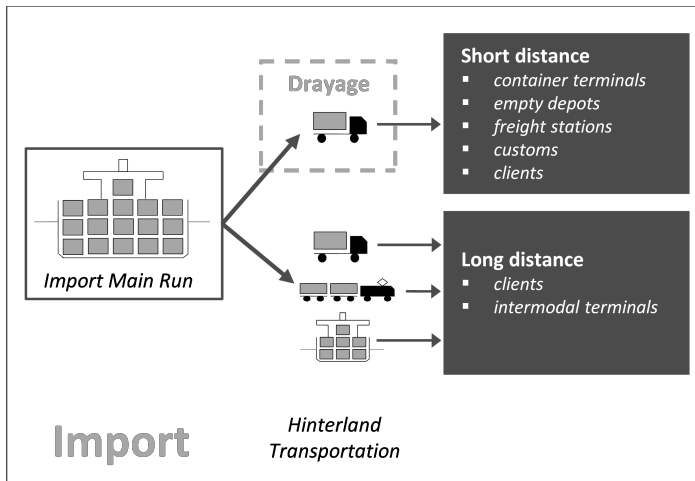 Drayage
Short distance
▪ container terminals
▪ empty depots
▪ freight stations
▪ customs
▪ clients
Import Main Run
Long distance
▪ clients
▪ intermodal terminals
Import
Hinterland
Transportation